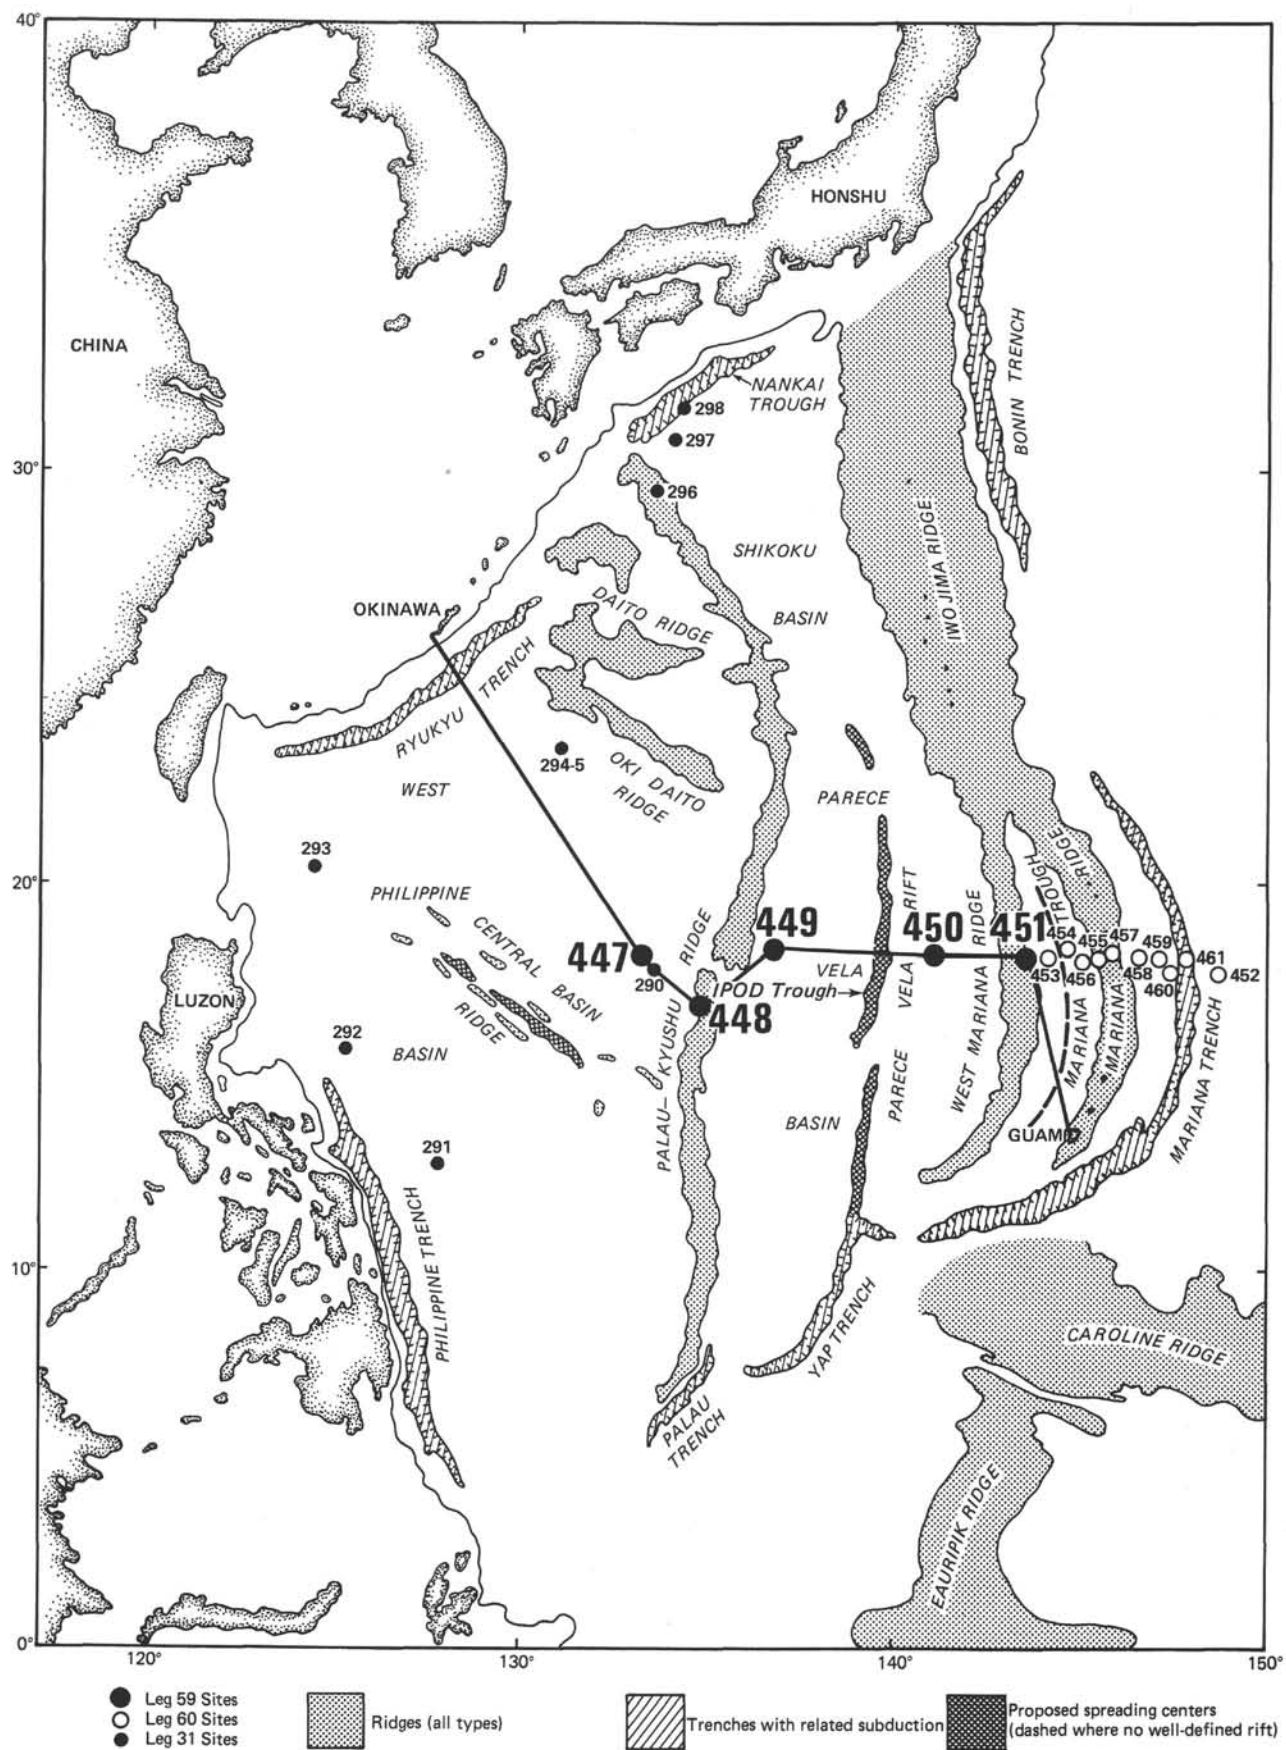 40°
HONSHU
CHINA
NANKAI
TROUGH
BONIN TRENCH
298
297
30°
296
SHIKOKU
BASIN
IWO JIMA RIDGE
OKINAWA
DAITO RIDGE
RYUKYU TRENCH
294-5
OKI DAITO
RIDGE
WEST
PARECE
293
20°
PHILIPPINE
CENTRAL
BASIN
RIDGE
447
290
448
449
450
451
VELA
IPOD Trough
VELA RIFT
PARECE
WEST MARIANA RIDGE
MARIANA TROUGH
MARIANA RIDGE
454
455
457
459
461
453
456
458
460
452
MARIANA TRENCH
LUZON
292
BASIN
PALAU-KYUSHU RIDGE
BASIN
GUAM
291
PHILIPPINE TRENCH
10°
YAP TRENCH
CAROLINE RIDGE
PALAU
TRENCH
EAURIPIK RIDGE
0°
120°
130°
140°
150°
Leg 59 Sites
Leg 60 Sites
Leg 31 Sites
Ridges (all types)
Trenches with related subduction
Proposed spreading centers
(dashed where no well-defined rift)